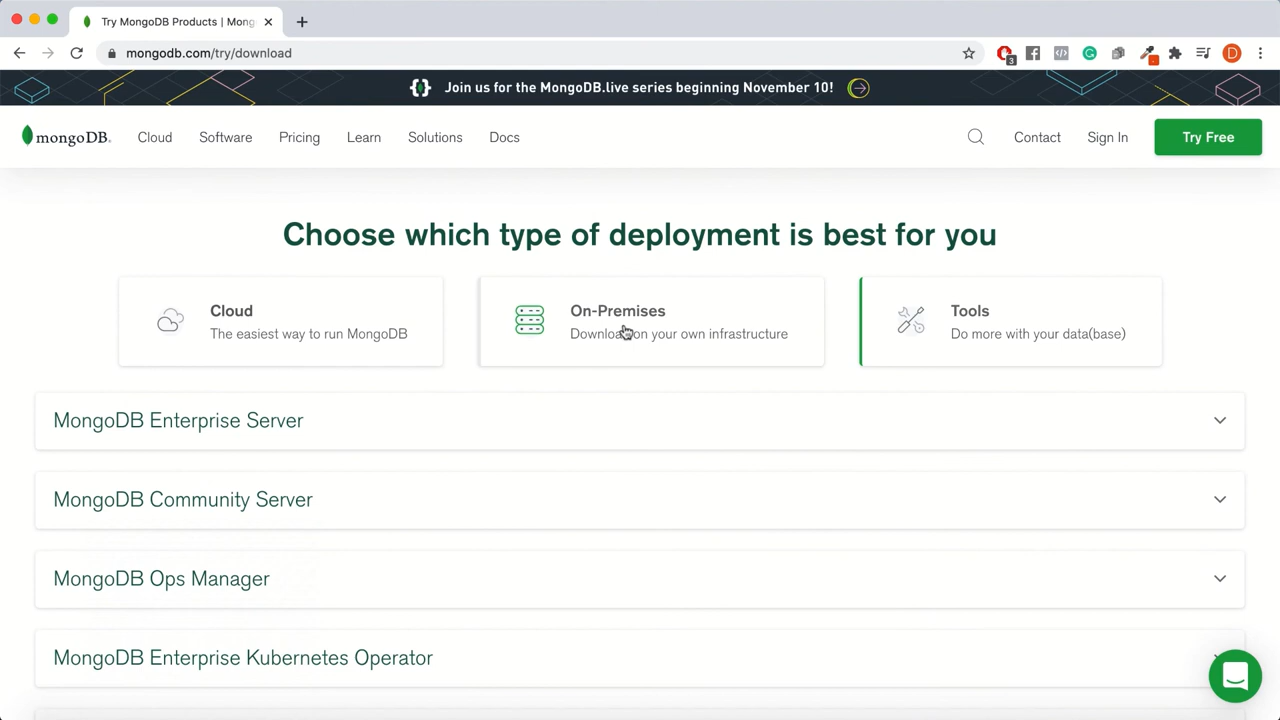 Try MongoDB Products | Mong
mongodb.com/try/download
3
D
Join us for the MongoDB.live series beginning November 10!
mongoDB.
Cloud
Software
Pricing
Learn
Solutions
Docs
Contact
Sign In
Try Free
Choose which type of deployment is best for you
Cloud
The easiest way to run MongoDB
On-Premises
Download on your own infrastructure
Tools
Do more with your data(base)
MongoDB Enterprise Server
MongoDB Community Server
MongoDB Ops Manager
MongoDB Enterprise Kubernetes Operator